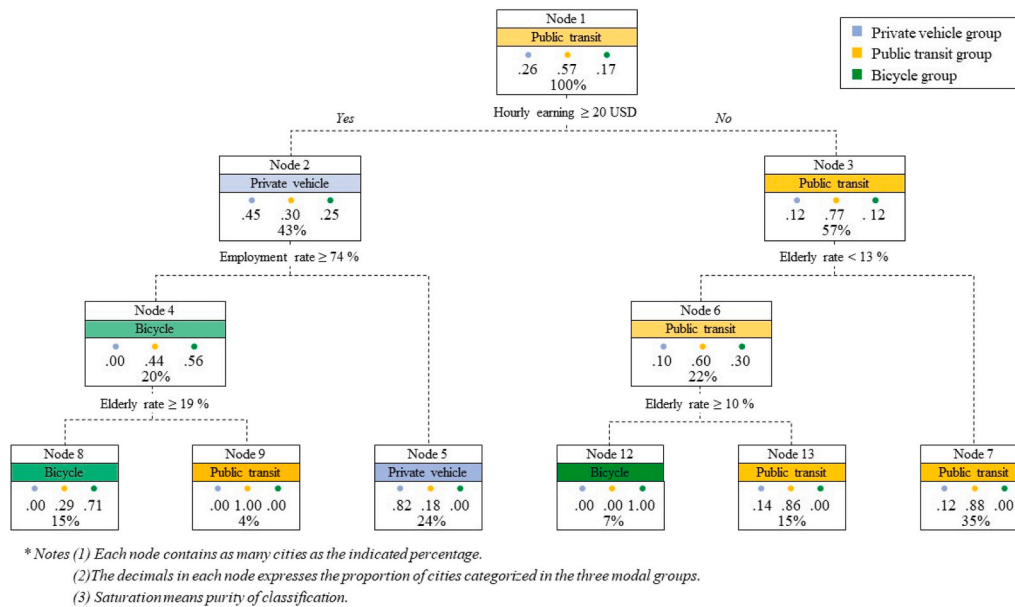 Node 1
Public transit
.26 .57 .17
100%
Private vehicle group
Public transit group
Bicycle group
Hourly earning ≥ 20 USD
Yes
No
Node 2
Private vehicle
.45 .30 .25
43%
Node 3
Public transit
.12 .77 .12
57%
Employment rate ≥ 74 %
Elderly rate < 13 %
Node 4
Bicycle
.00 .44 .56
20%
Node 6
Public transit
.10 .60 .30
22%
Elderly rate ≥ 19 %
Elderly rate ≥ 10 %
Node 8
Bicycle
.00 .29 .71
15%
Node 9
Public transit
.00 1.00 .00
4%
Node 5
Private vehicle
.82 .18 .00
24%
Node 12
Bicycle
.00 .00 1.00
7%
Node 13
Public transit
.14 .86 .00
15%
Node 7
Public transit
.12 .88 .00
35%
* Notes (1) Each node contains as many cities as the indicated percentage.
(2)The decimals in each node expresses the proportion of cities categorized in the three modal groups.
(3) Saturation means purity of classification.